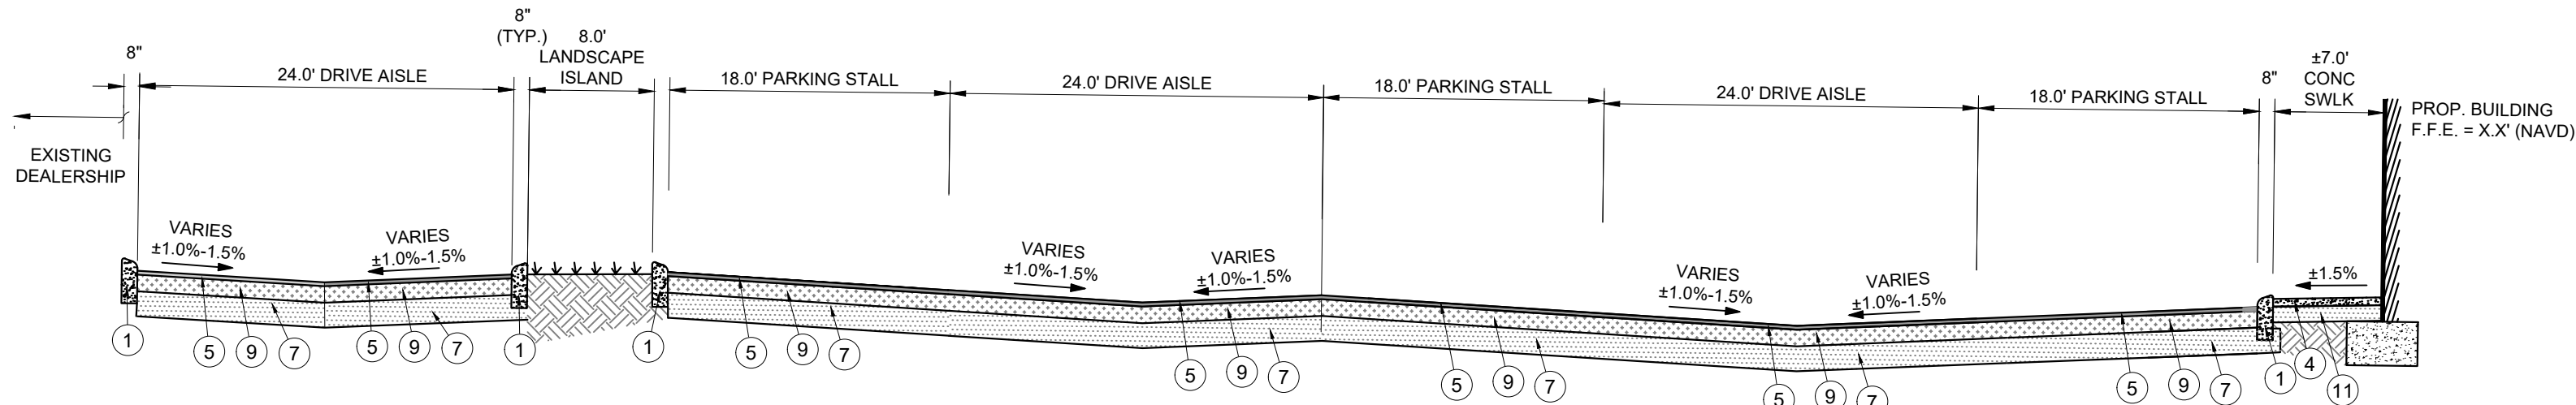 8"
(TYP.)
8"
8.0'
LANDSCAPE
ISLAND
±7.0'
CONC
SWLK
24.0' DRIVE AISLE
18.0' PARKING STALL
24.0' DRIVE AISLE
18.0' PARKING STALL
24.0' DRIVE AISLE
18.0' PARKING STALL
8"
PROP. BUILDING
F.F.E. = X.X' (NAVD)
EXISTING
DEALERSHIP
VARIES
±1.0%-1.5%
VARIES
±1.0%-1.5%
VARIES
±1.0%-1.5%
VARIES
±1.0%-1.5%
VARIES
±1.0%-1.5%
VARIES
±1.0%-1.5%
±1.5%
1
5
9
7
5
9
7
1
1
5
9
7
5
9
7
5
9
7
5
9
7
5
9
7
1
4
11